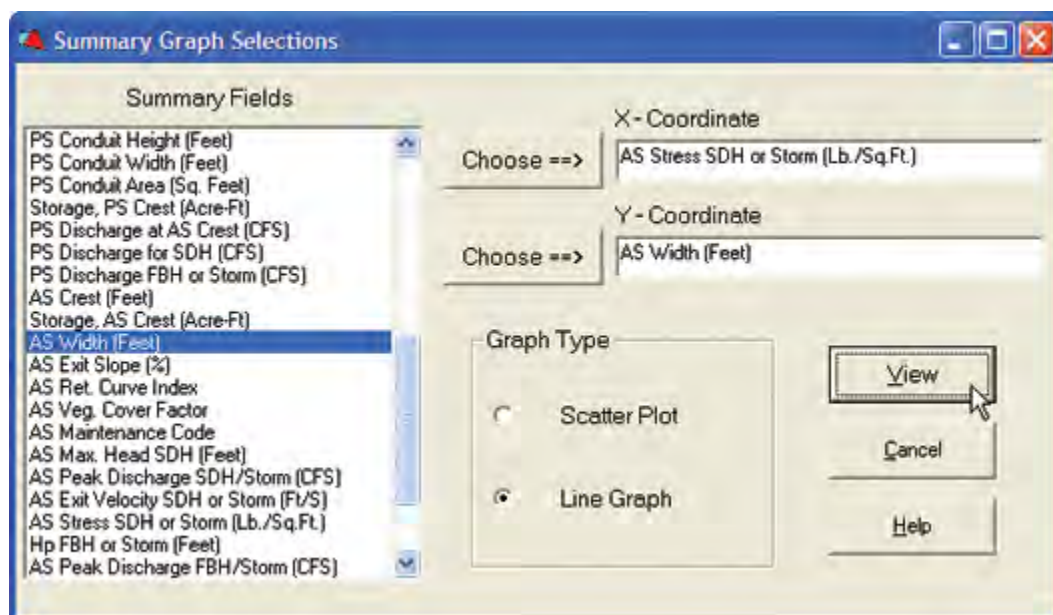 Summary Graph Selections
Summary Fields
PS Conduit Height (Feet)
PS Conduit Width (Feet)
PS Conduit Area (Sq. Feet)
Storage, PS Crest (Acre-Ft)
PS Discharge at AS Crest (CFS)
PS Discharge for SDH (CFS)
PS Discharge FBH or Storm (CFS)
AS Crest (Feet)
Storage, AS Crest (Acre-Ft)
AS Width (Feet)
AS Exit Slope (%)
AS Ret. Curve Index
AS Veg. Cover Factor
AS Maintenance Code
AS Max. Head SDH (Feet)
AS Peak Discharge SDH/Storm (CFS)
AS Exit Velocity SDH or Storm (Ft/S)
AS Stress SDH or Storm (Lb./Sq.Ft.)
Hp FBH or Storm (Feet)
AS Peak Discharge FBH/Storm (CFS)
X - Coordinate
Choose ==> AS Stress SDH or Storm (Lb./Sq.Ft.)
Y - Coordinate
Choose ==> AS Width (Feet)
Graph Type
Scatter Plot
Line Graph
View
Cancel
Help